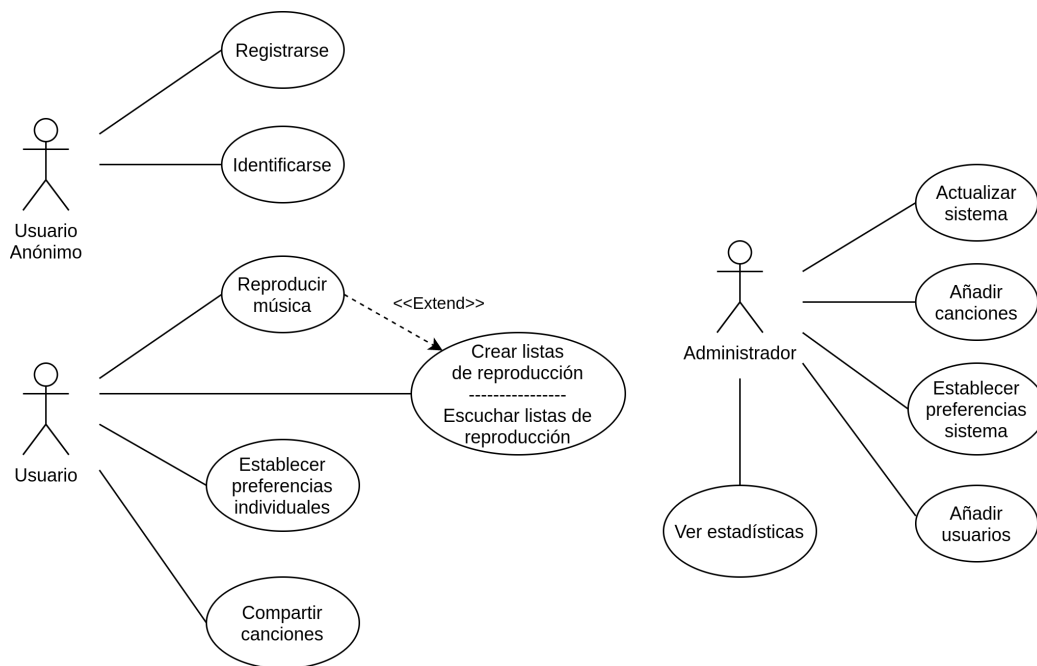 Registrarse
Identificarse
Usuario
Anónimo
Reproducir
música
<<Extend>>
Crear listas
de reproducción
----------------
Escuchar listas de
reproducción
Usuario
Establecer
preferencias
individuales
Compartir
canciones
Administrador
Actualizar
sistema
Añadir
canciones
Establecer
preferencias
sistema
Añadir
usuarios
Ver estadísticas